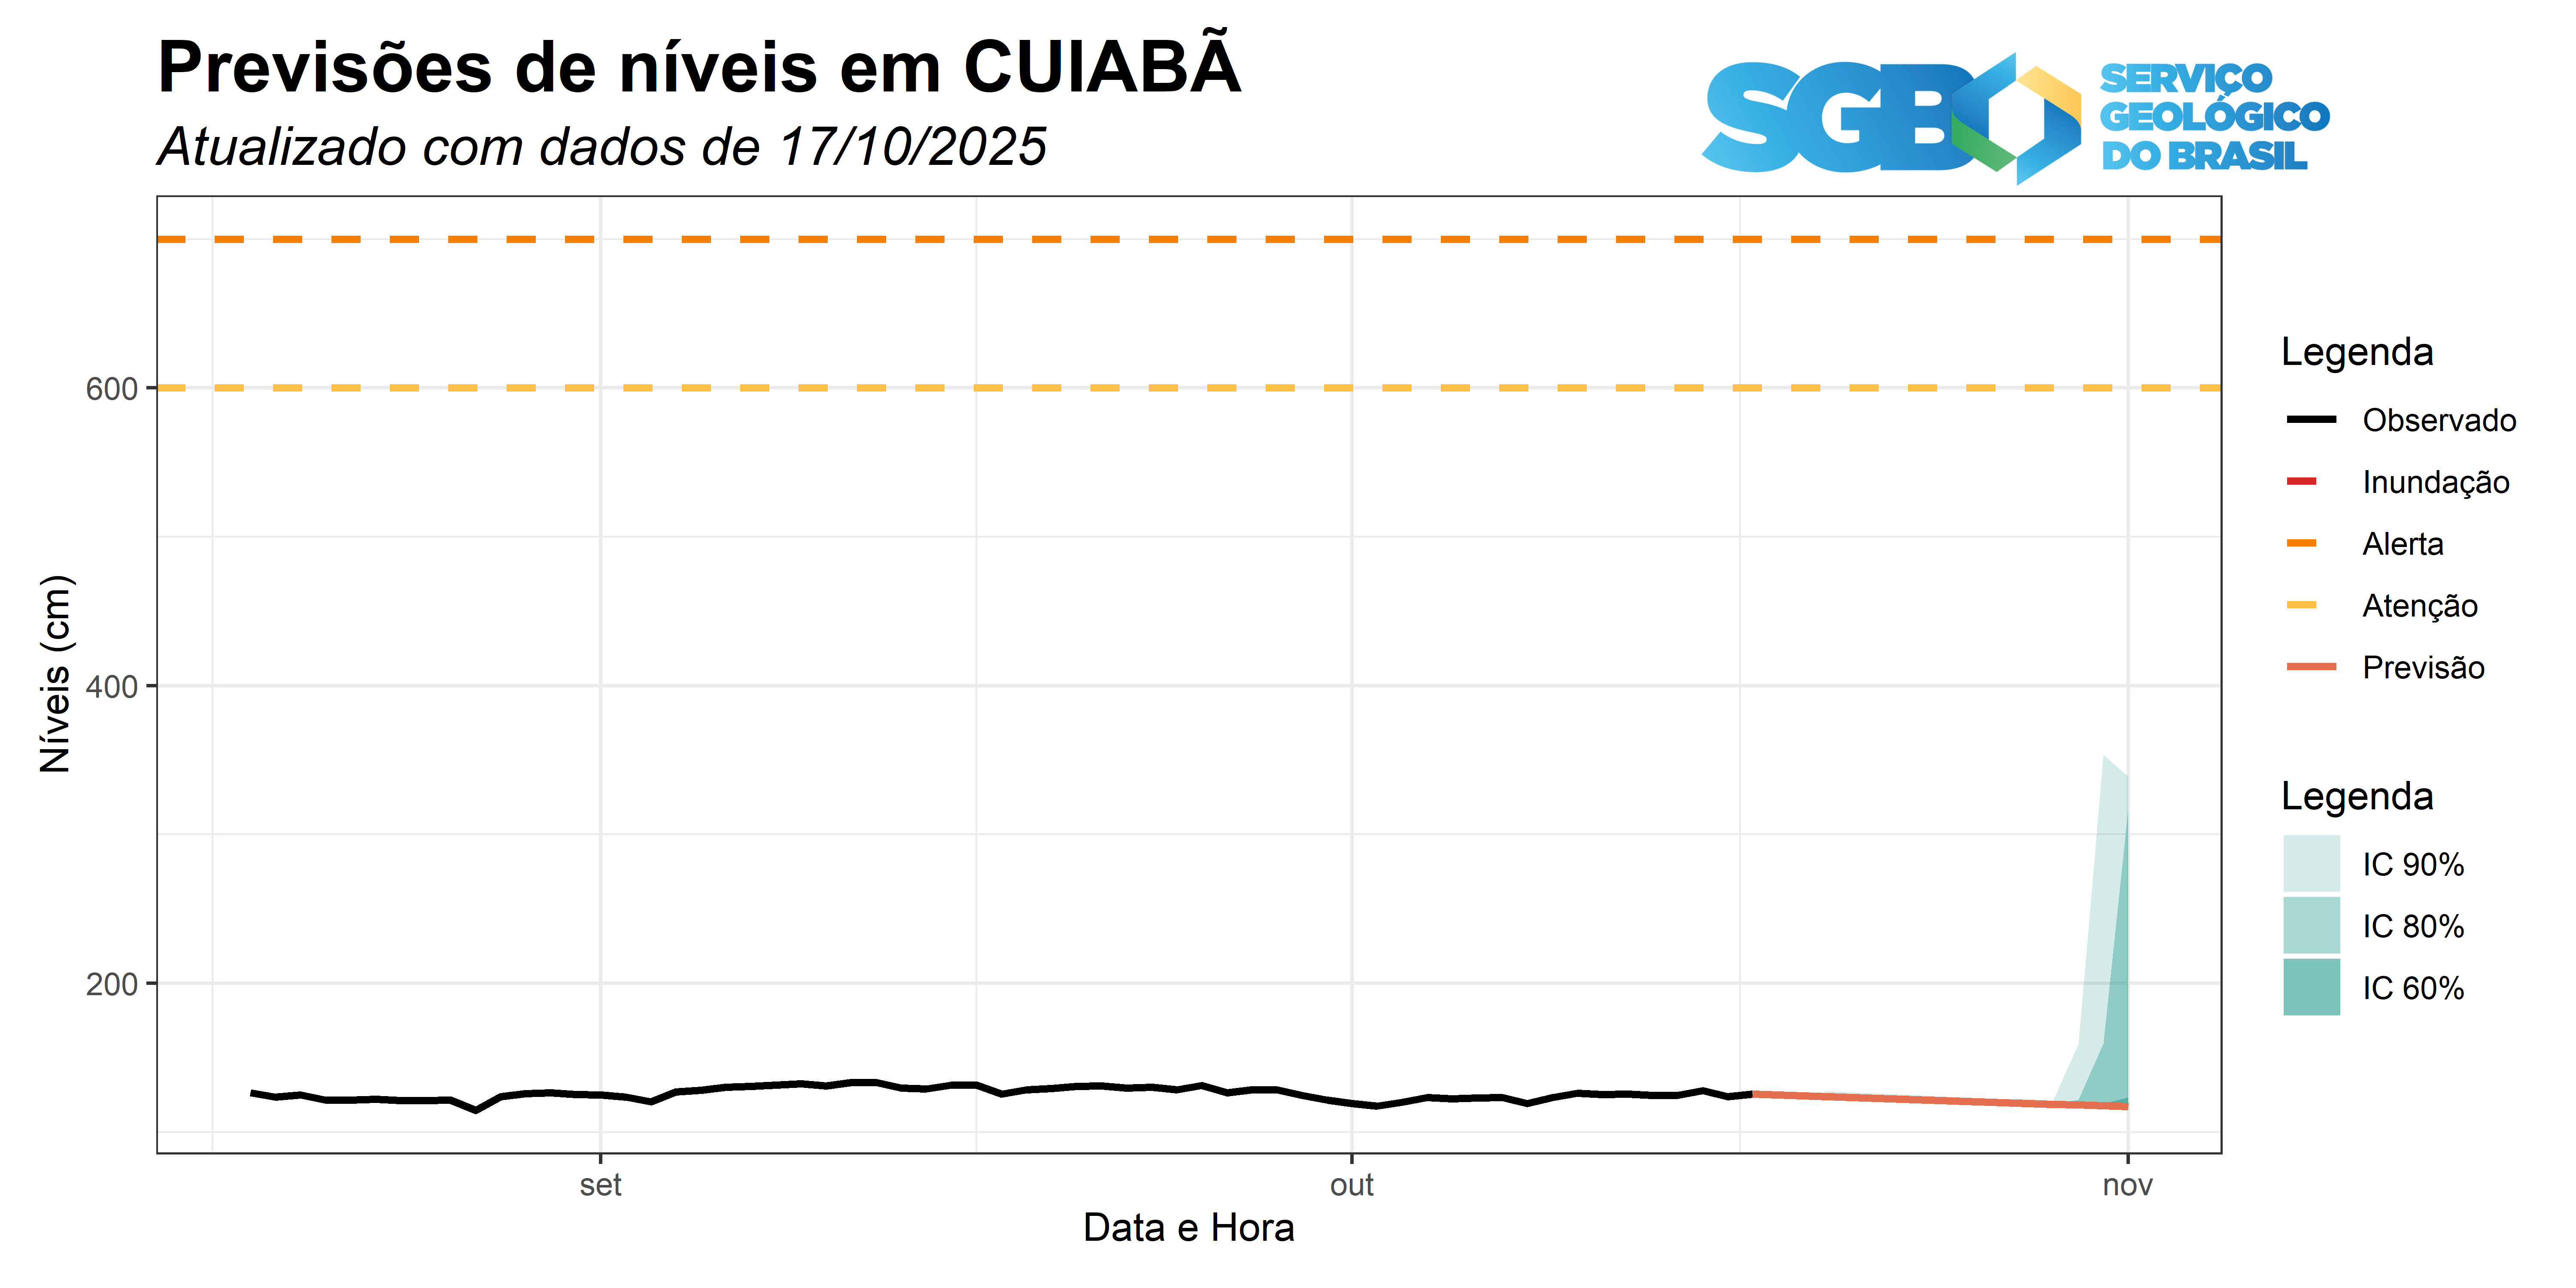 Previsões de níveis em CUIABÃ
Atualizado com dados de 17/10/2025
SGB
SERVIÇO
GEOLÓGICO
DO BRASIL
Níveis (cm)
600
400
200
set
out
nov
Data e Hora
Legenda
Observado
Inundação
Alerta
Atenção
Previsão
Legenda
IC 90%
IC 80%
IC 60%